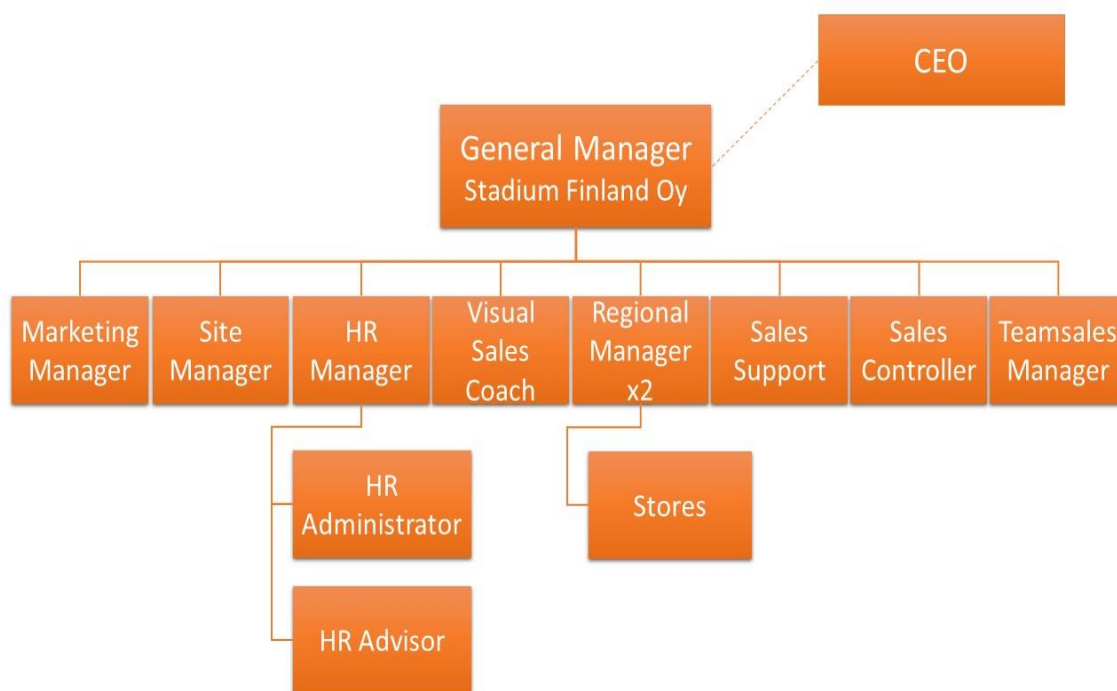 CEO
General Manager
Stadium Finland Oy
Marketing
Manager
Site
Manager
HR
Manager
Visual
Sales
Coach
Regional
Manager
x2
Sales
Support
Sales
Controller
Teamsales
Manager
HR
Administrator
Stores
HR Advisor